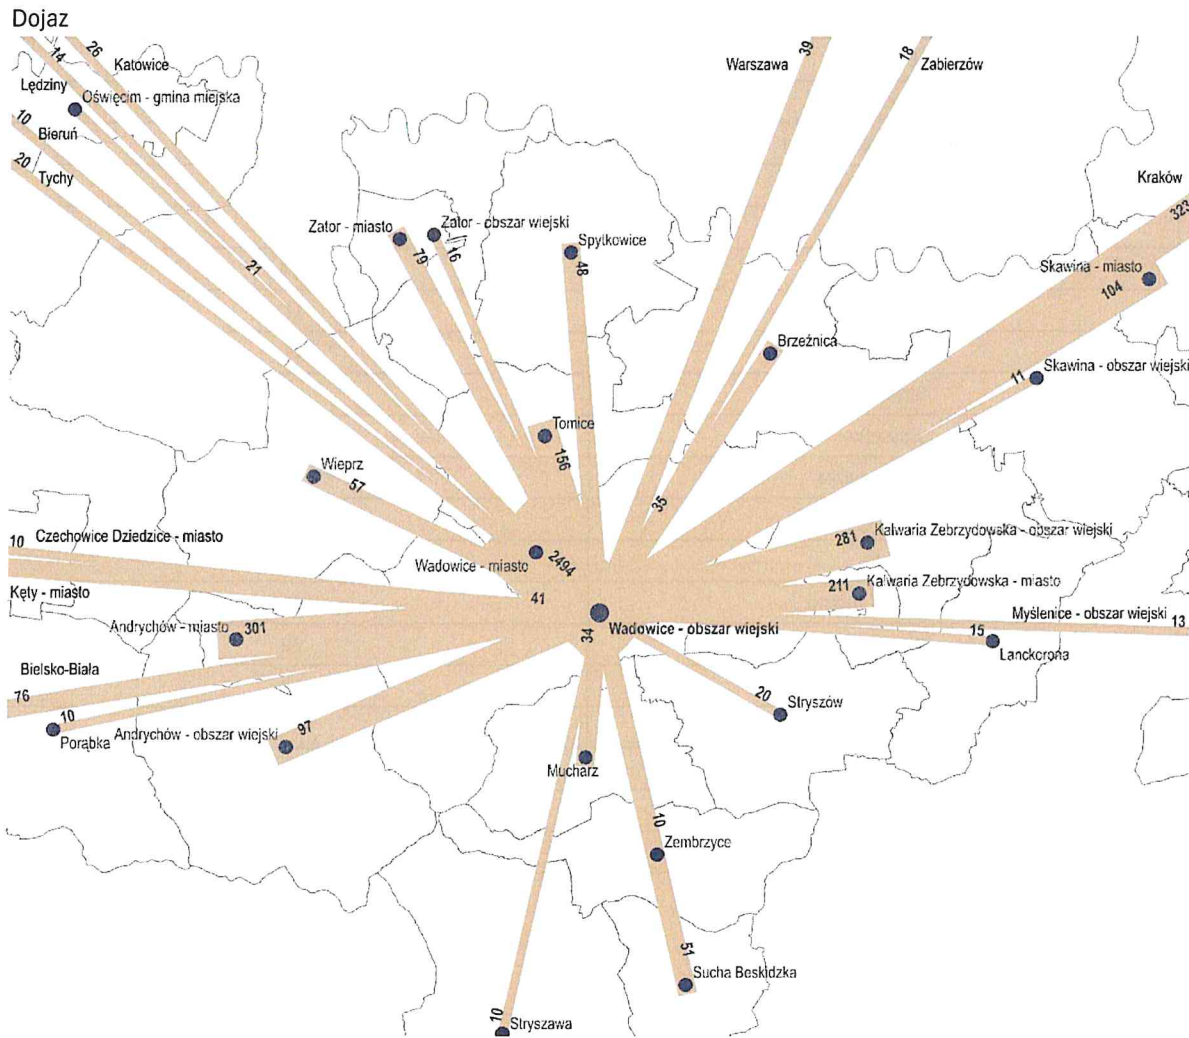 Dojaz
39
18
14
26
Katowice
Warszawa
Zabierzów
Lędziny
Oświęcim - gmina miejska
10
Bieruń
20
Tychy
Kraków
323
Zator - miasto
Zator - obszar wiejski
79
16
Spytkowice
48
21
Skawina - miasto
104
Brzeźnica
11
Skawina - obszar wiejski
Tomice
156
Wieprz
57
35
10
Czechowice Dziedzice - miasto
281
Kalwaria Zebrzydowska - obszar wiejski
Wadowice - miasto
2494
211
Kalwaria Zebrzydowska - miasto
Kęty - miasto
41
Andrychów - miasto
301
34
Wadowice - obszar wiejski
Myślenice - obszar wiejski
13
15
Lanckorona
Bielsko-Biała
76
10
Porąbka
Andrychów - obszar wiejski
97
20
Stryszów
Mucharz
10
Zembrzyce
51
Sucha Beskidzka
10
Stryszawa